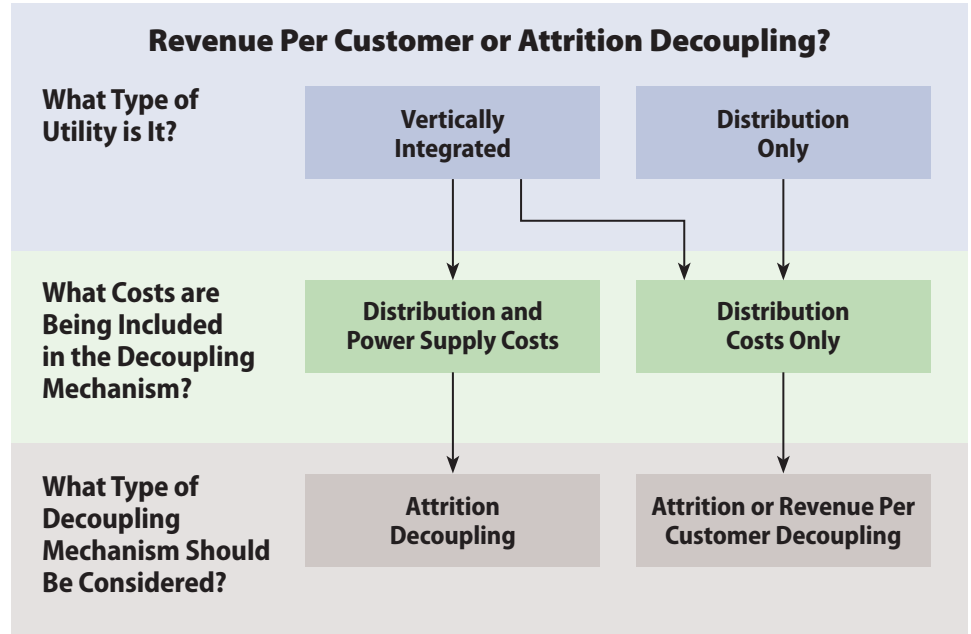 Revenue Per Customer or Attrition Decoupling?
What Type of
Utility is It?
Vertically
Integrated
Distribution
Only
What Costs are
Being Included
in the Decoupling
Mechanism?
Distribution and
Power Supply Costs
Distribution
Costs Only
What Type of
Decoupling
Mechanism Should
Be Considered?
Attrition
Decoupling
Attrition or Revenue Per
Customer Decoupling